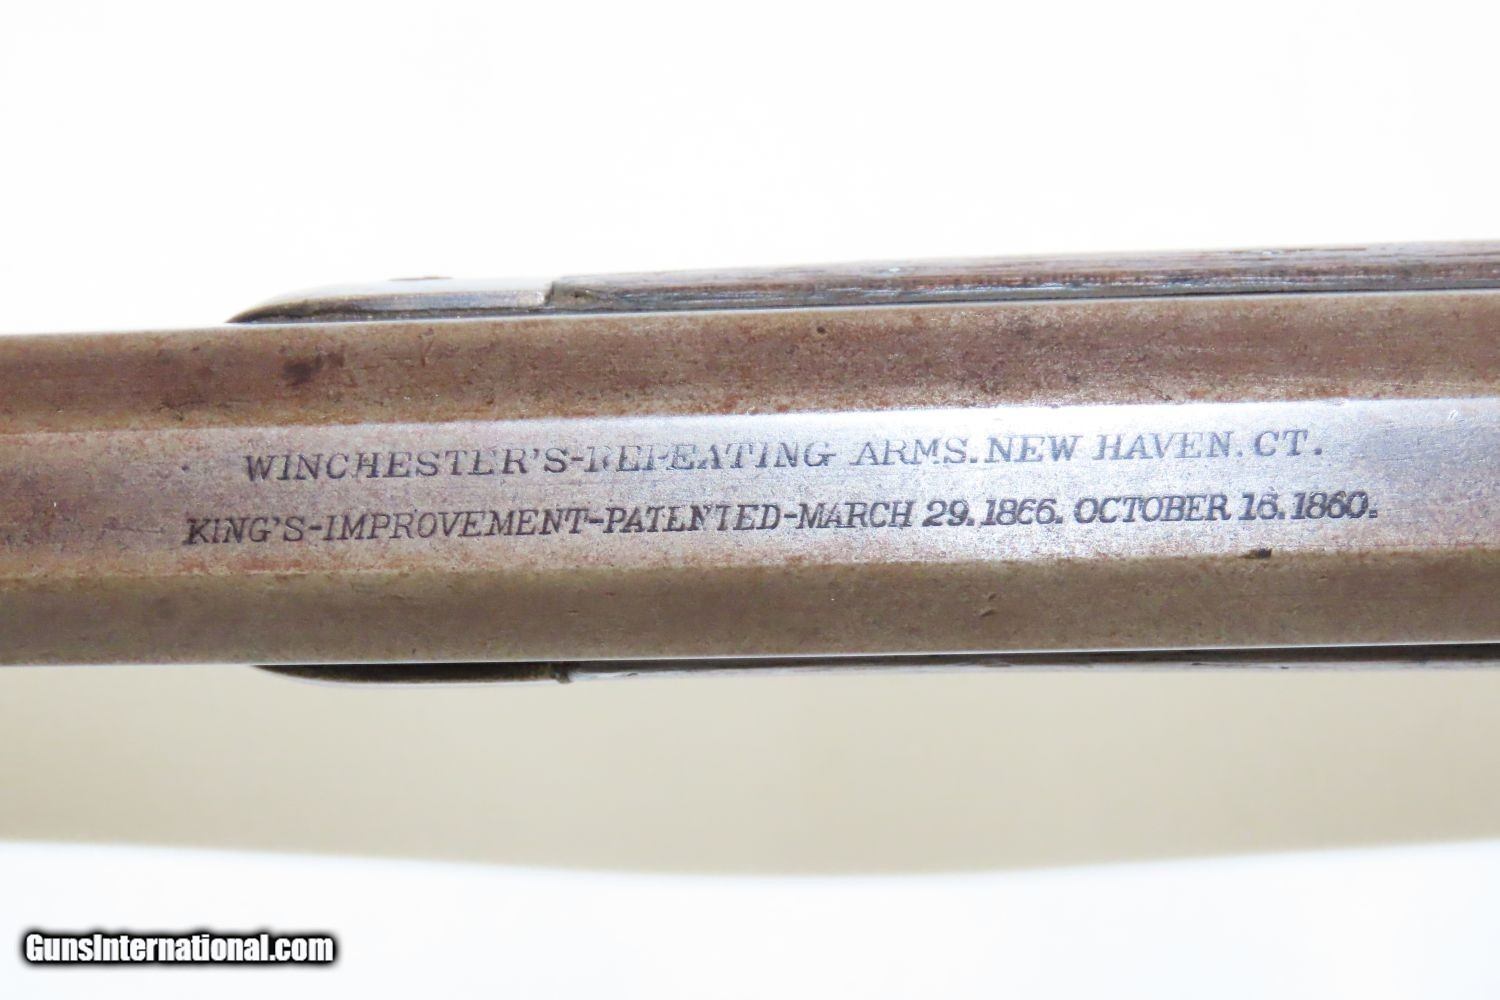 WINCHESTER'S-REPEATING ARMS. NEW HAVEN. CT.
KING'S-IMPROVEMENT-PATENTED-MARCH 29. 1866. OCTOBER 16. 1860.
GunsInternational.com